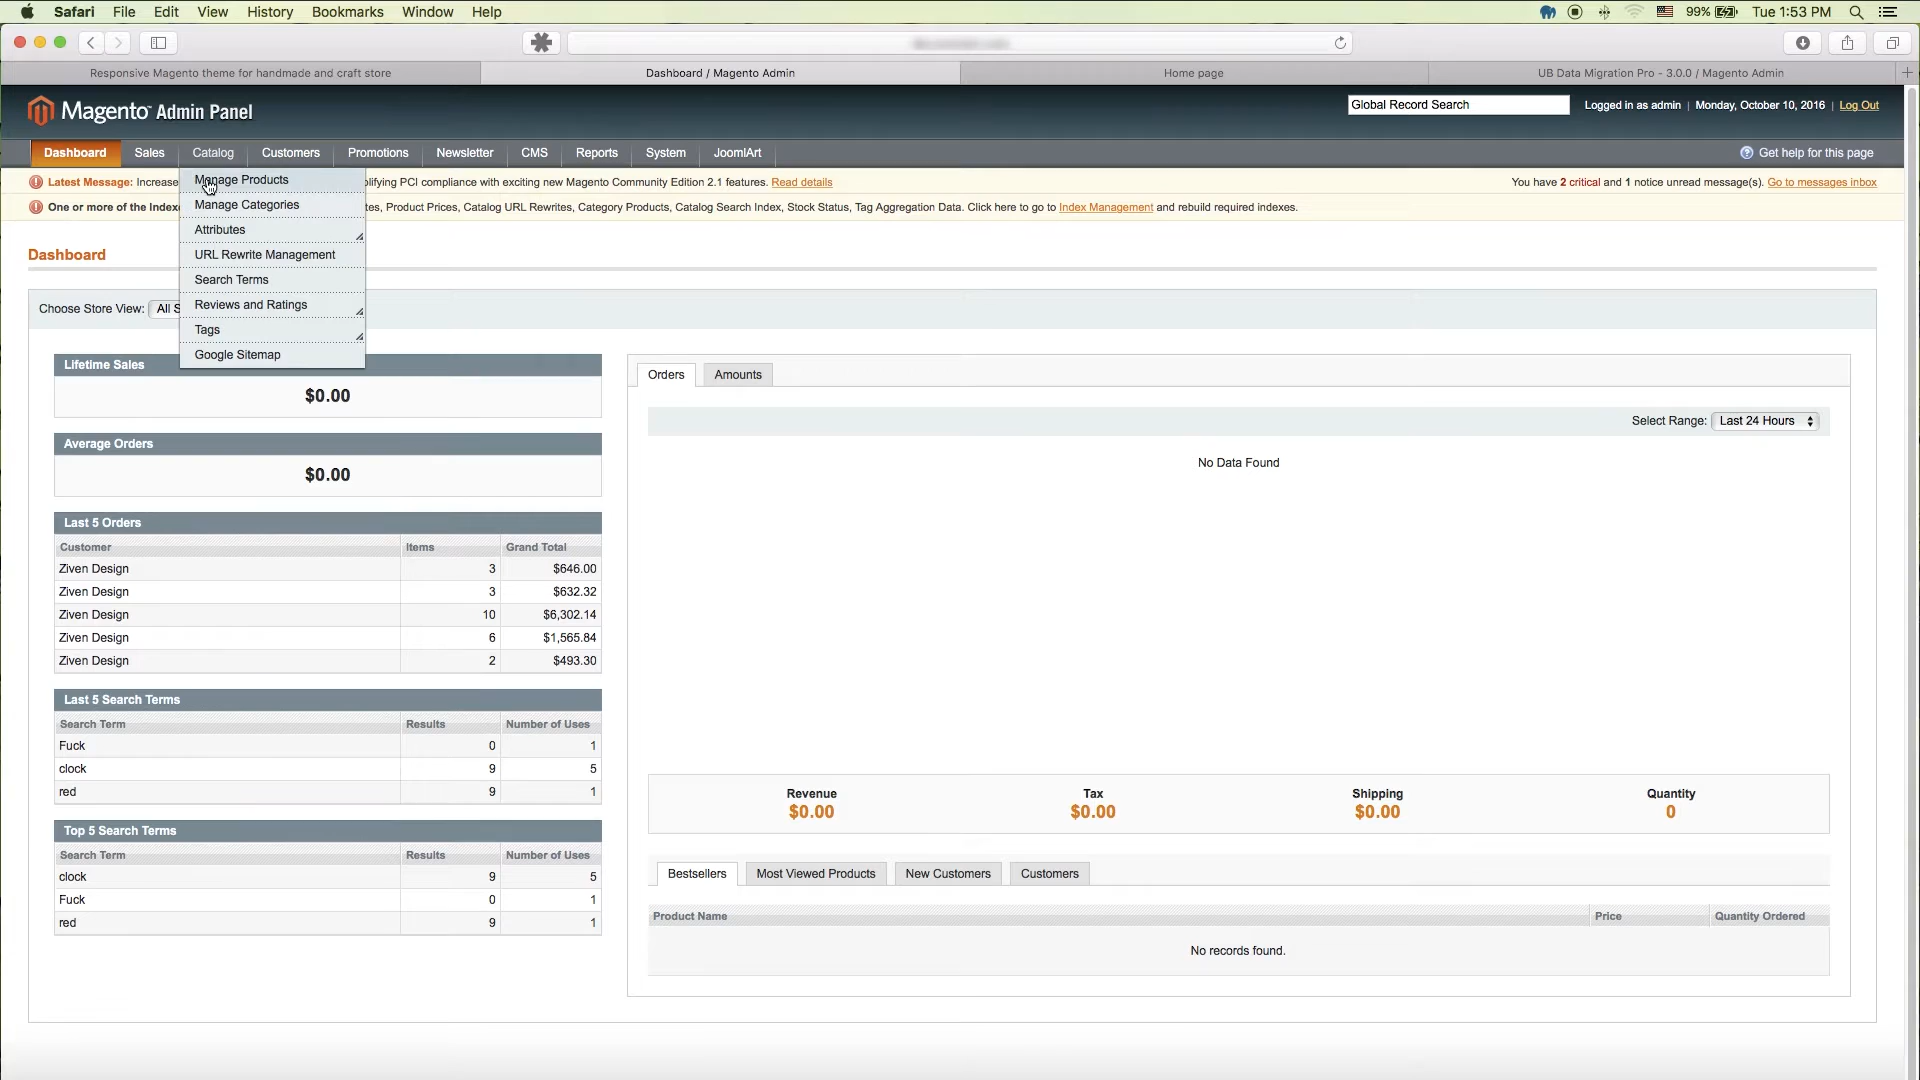 Safari File Edit View History Bookmarks Window Help 99% Tue 1:53 PM
Responsive Magento theme for handmade and craft store
Dashboard / Magento Admin
Home page
UB Data Migration Pro - 3.0.0 / Magento Admin
Magento Admin Panel
Global Record Search
Logged in as admin | Monday, October 10, 2016 | Log Out
Dashboard Sales Catalog Customers Promotions Newsletter CMS Reports System JoomlArt
Get help for this page
Latest Message: Increase
lifying PCI compliance with exciting new Magento Community Edition 2.1 features. Read details
You have 2 critical and 1 notice unread message(s). Go to messages inbox
One or more of the Index
tes, Product Prices, Catalog URL Rewrites, Category Products, Catalog Search Index, Stock Status, Tag Aggregation Data. Click here to go to Index Management and rebuild required indexes.
Manage Products
Manage Categories
Attributes
URL Rewrite Management
Search Terms
Reviews and Ratings
Tags
Google Sitemap
Dashboard
Choose Store View: All S
Lifetime Sales
$0.00
Average Orders
$0.00
Last 5 Orders
Customer Items Grand Total
Ziven Design 3 $646.00
Ziven Design 3 $632.32
Ziven Design 10 $6,302.14
Ziven Design 6 $1,565.84
Ziven Design 2 $493.30
Last 5 Search Terms
Search Term Results Number of Uses
Fuck 0 1
clock 9 5
red 9 1
Top 5 Search Terms
Search Term Results Number of Uses
clock 9 5
Fuck 0 1
red 9 1
Orders Amounts
Select Range: Last 24 Hours
No Data Found
Revenue Tax Shipping Quantity
$0.00 $0.00 $0.00 0
Bestsellers Most Viewed Products New Customers Customers
Product Name Price Quantity Ordered
No records found.